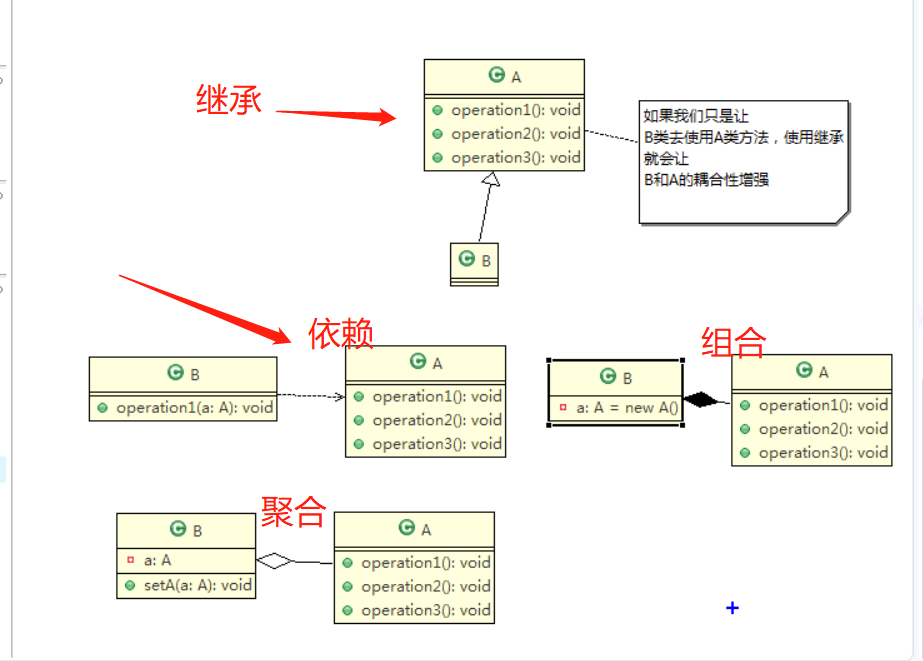 继承
A
operation1(): void
operation2(): void
operation3(): void
如果我们只是让
B类去使用A类方法，使用继承
就会让
B和A的耦合性增强
B
依赖
B
operation1(a: A): void
A
operation1(): void
operation2(): void
operation3(): void
组合
B
a: A = new A()
A
operation1(): void
operation2(): void
operation3(): void
聚合
B
a: A
setA(a: A): void
A
operation1(): void
operation2(): void
operation3(): void